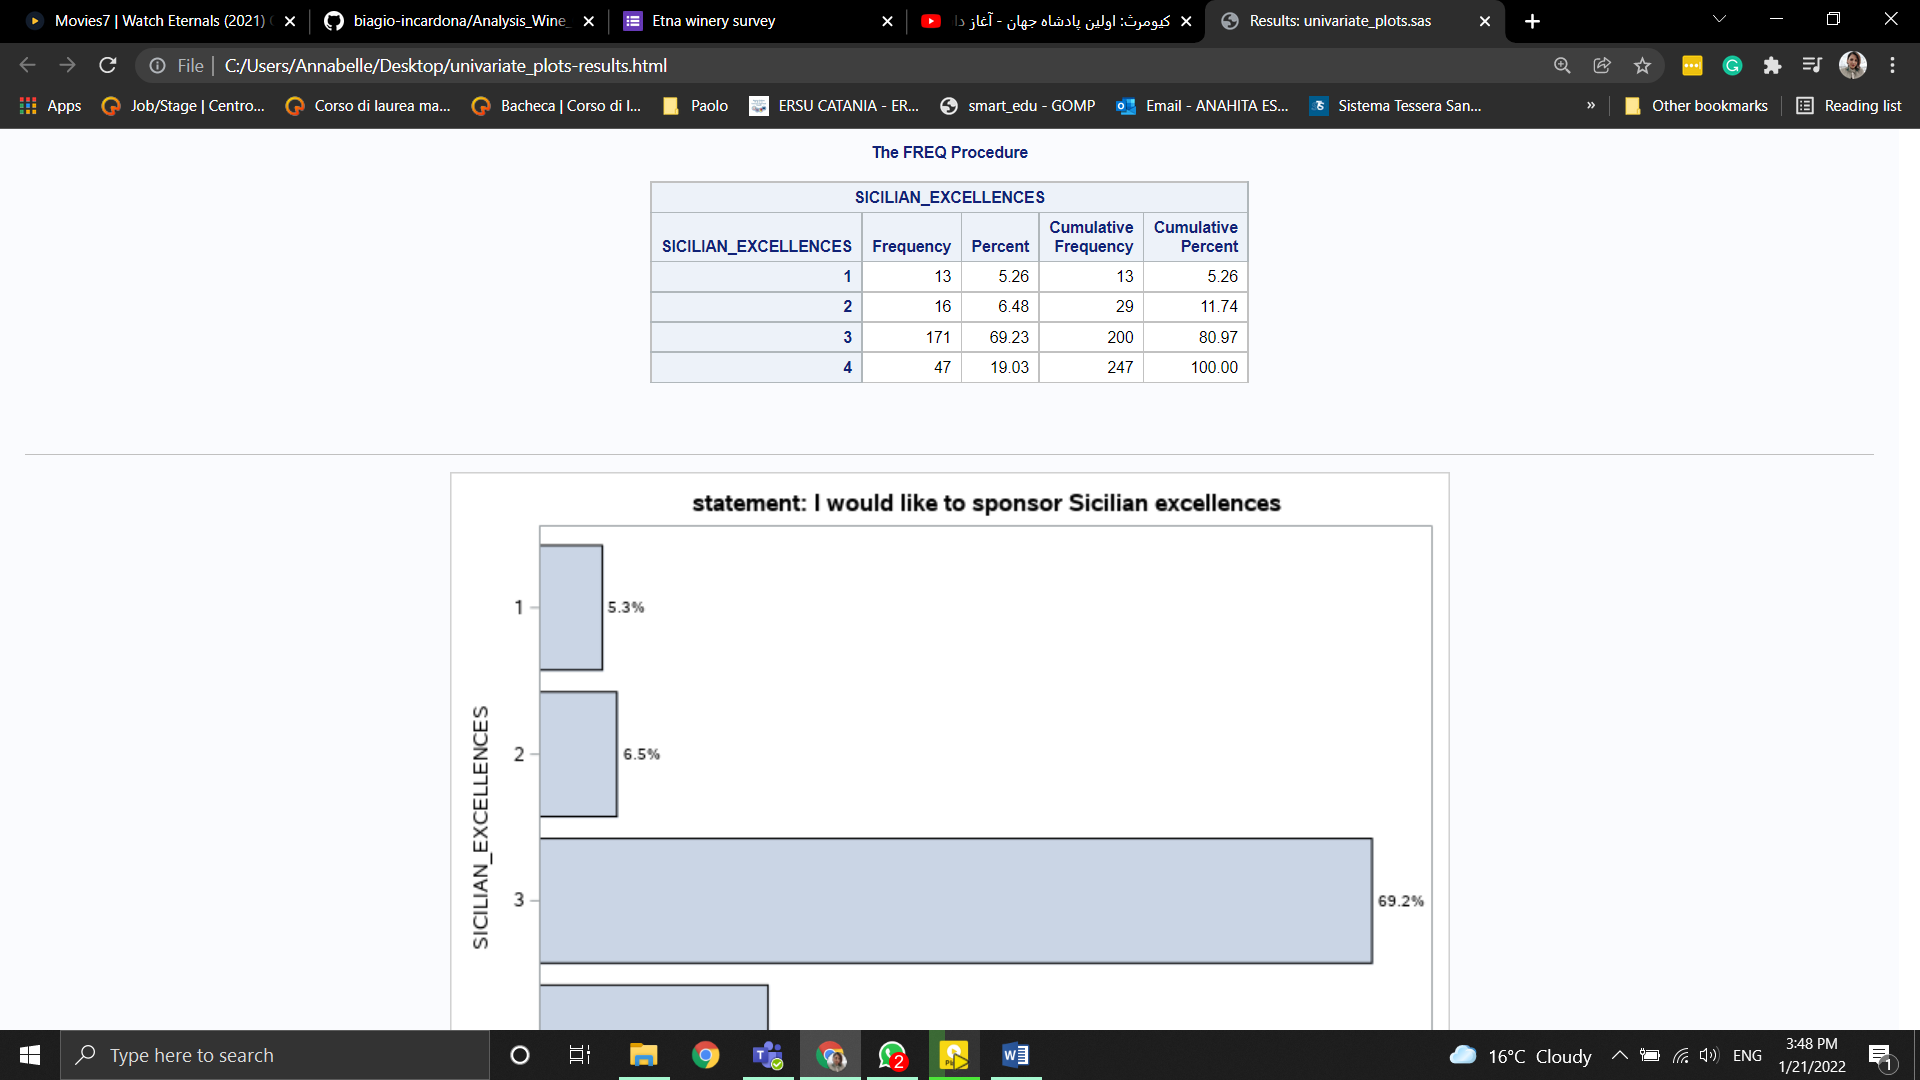 Movies7 | Watch Eternals (2021)
biagio-incardona/Analysis_Wine_
Etna winery survey
کیومرث: اولین پادشاه جهان - آغاز دا
Results: univariate_plots.sas
File
C:/Users/Annabelle/Desktop/univariate_plots-results.html
Apps
Job/Stage | Centro...
Corso di laurea ma...
Bacheca | Corso di l...
Paolo
ERSU CATANIA - ER...
smart_edu - GOMP
Email - ANAHITA ES...
Sistema Tessera San...
»
Other bookmarks
Reading list
The FREQ Procedure
SICILIAN_EXCELLENCES
SICILIAN_EXCELLENCES Frequency Percent Cumulative Frequency Cumulative Percent
1 13 5.26 13 5.26
2 16 6.48 29 11.74
3 171 69.23 200 80.97
4 47 19.03 247 100.00
statement: I would like to sponsor Sicilian excellences
SICILIAN_EXCELLENCES
1 5.3%
2 6.5%
3 69.2%
Type here to search
2
16°C Cloudy
ENG
3:48 PM
1/21/2022
1